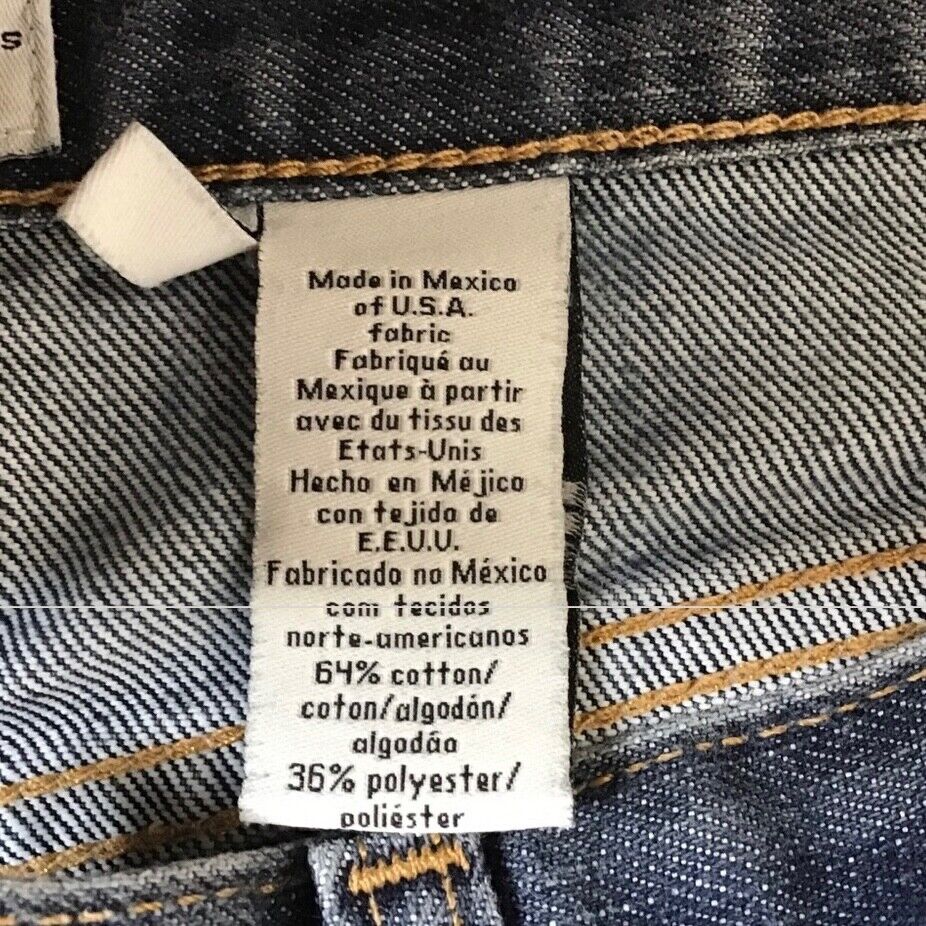 s
Made in Mexico
of U.S.A.
fabric
Fabriqué au
Mexique à partir
avec du tissu des
Etats-Unis
Hecho en Méjico
con tejido de
E.E.U.U.
Fabricado no México
com tecidos
norte-americanos
64% cotton/
coton/algodón/
algodão
36% polyester/
poliéster